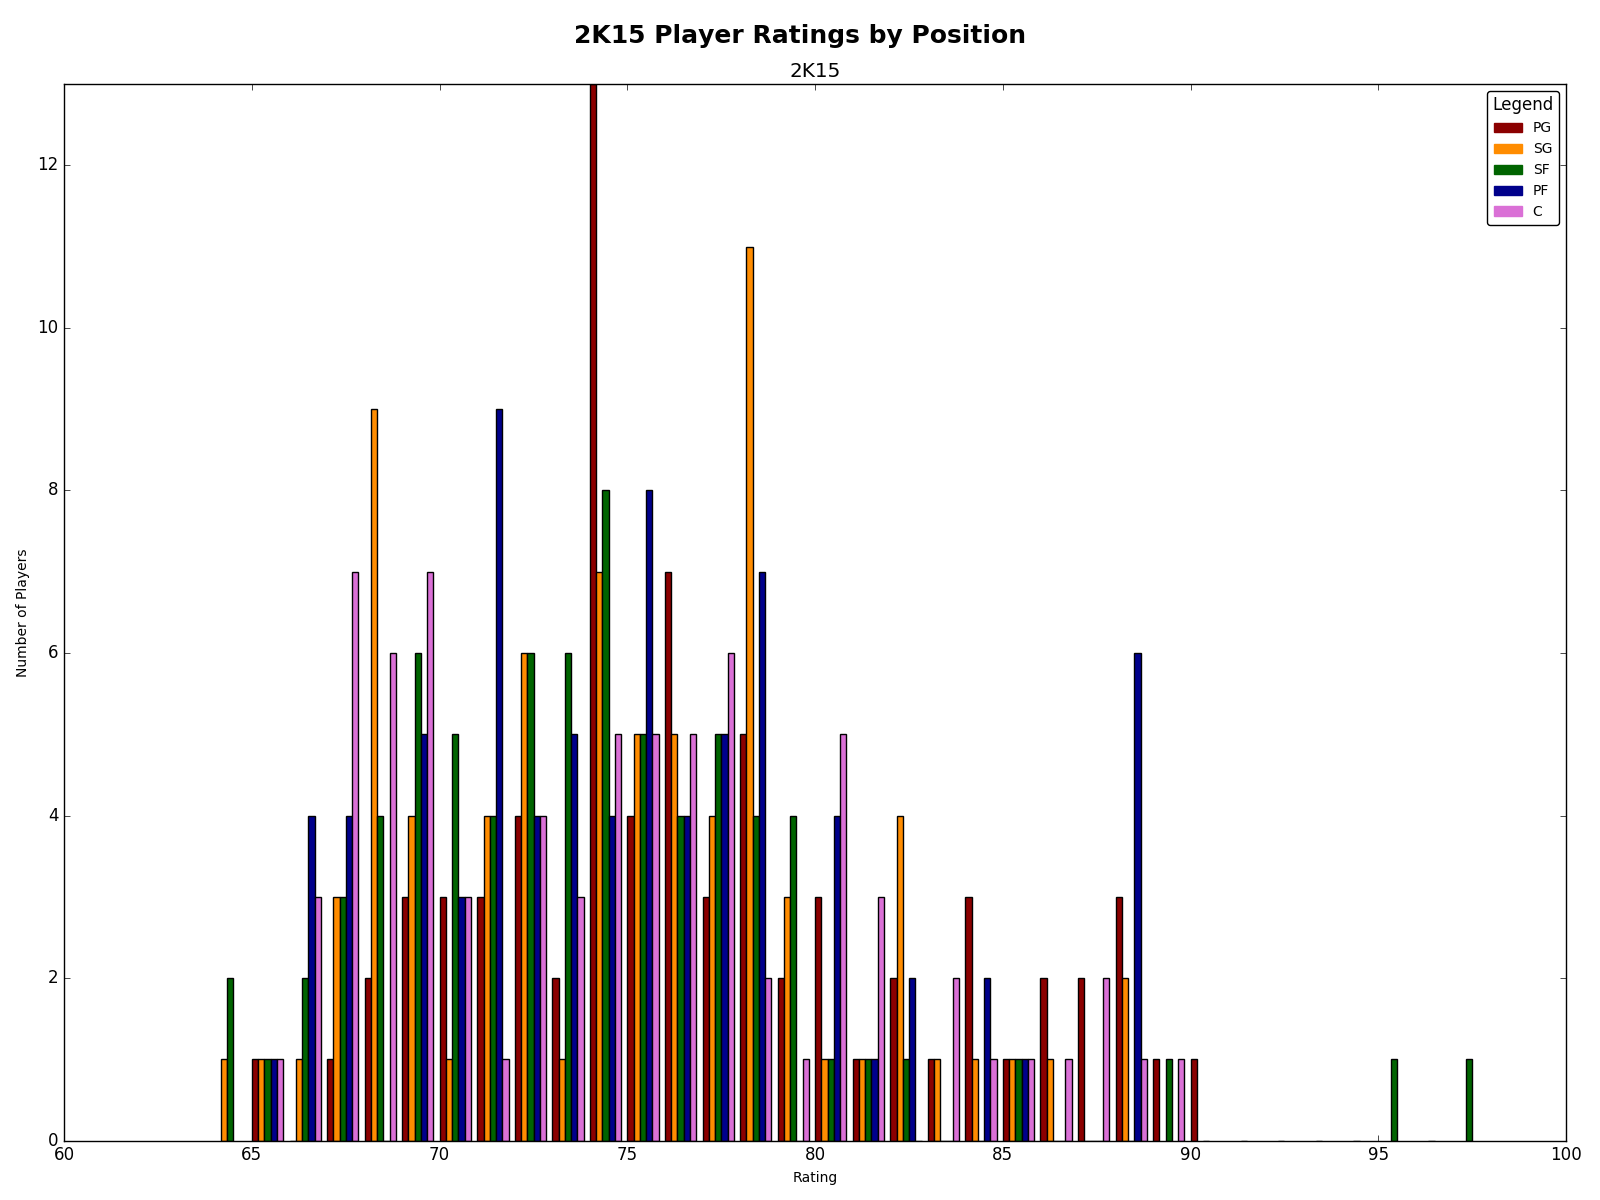 2K15 Player Ratings by Position
2K15
Legend
PG
SG
SF
PF
C
12
10
8
6
4
2
0
Number of Players
60 65 70 75 80 85 90 95 100
Rating